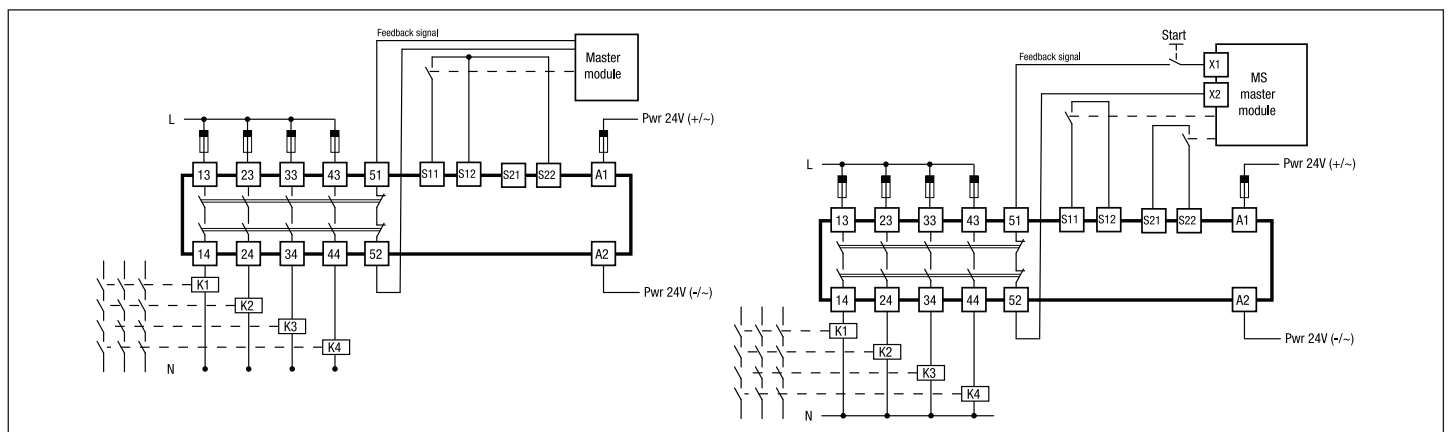 Feedback signal
Master
module
Pwr 24V (+/~)
L
13 23 33 43 51 S11 S12 S21 S22 A1
14 24 34 44 52 A2
K1
K2
Pwr 24V (-/~)
K3
K4
N
Start
Feedback signal
X1
MS
master
module
X2
Pwr 24V (+/~)
L
13 23 33 43 51 S11 S12 S21 S22 A1
14 24 34 44 52 A2
K1
K2
Pwr 24V (-/~)
K3
K4
N